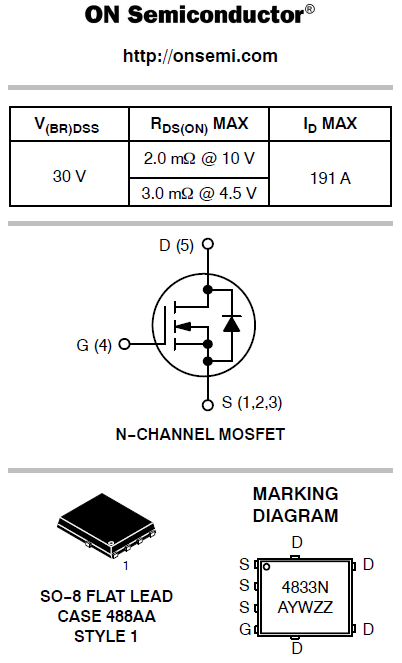 ON Semiconductor®
http://onsemi.com
V(BR)DSS RDS(ON) MAX ID MAX
30 V 2.0 mΩ @ 10 V 191 A
3.0 mΩ @ 4.5 V
D (5)
G (4)
S (1,2,3)
N−CHANNEL MOSFET
1
SO−8 FLAT LEAD
CASE 488AA
STYLE 1
MARKING
DIAGRAM
D
S D
S 4833N
S AYWZZ
G D
D